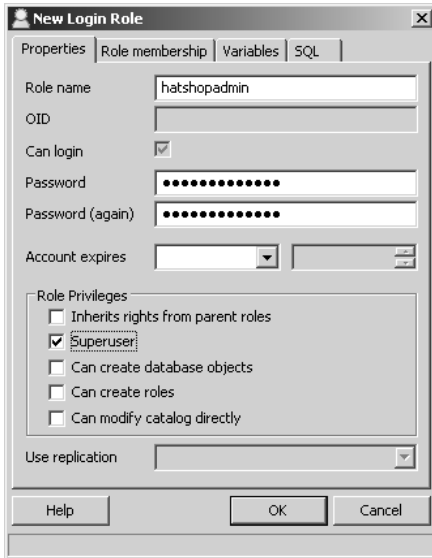 New Login Role
Properties Role membership Variables SQL
Role name hatshopadmin
OID
Can login
Password •••••••••••••
Password (again) •••••••••••••
Account expires
Role Privileges
Inherits rights from parent roles
Superuser
Can create database objects
Can create roles
Can modify catalog directly
Use replication
Help OK Cancel